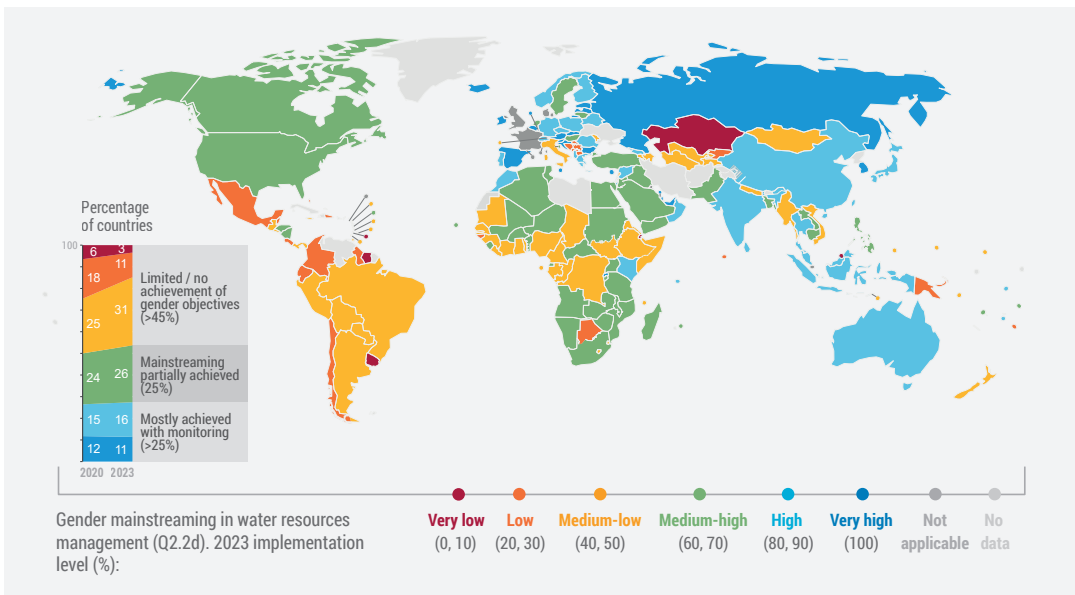 Percentage
of countries
100
6 3
11
18
31
25
24 26
15 16
12 11
2020 2023
Limited / no
achievement of
gender objectives
(>45%)
Mainstreaming
partially achieved
(25%)
Mostly achieved
with monitoring
(>25%)
Gender mainstreaming in water resources
management (Q2.2d). 2023 implementation
level (%):
Very low
(0, 10)
Low
(20, 30)
Medium-low
(40, 50)
Medium-high
(60, 70)
High
(80, 90)
Very high
(100)
Not
applicable
No
data